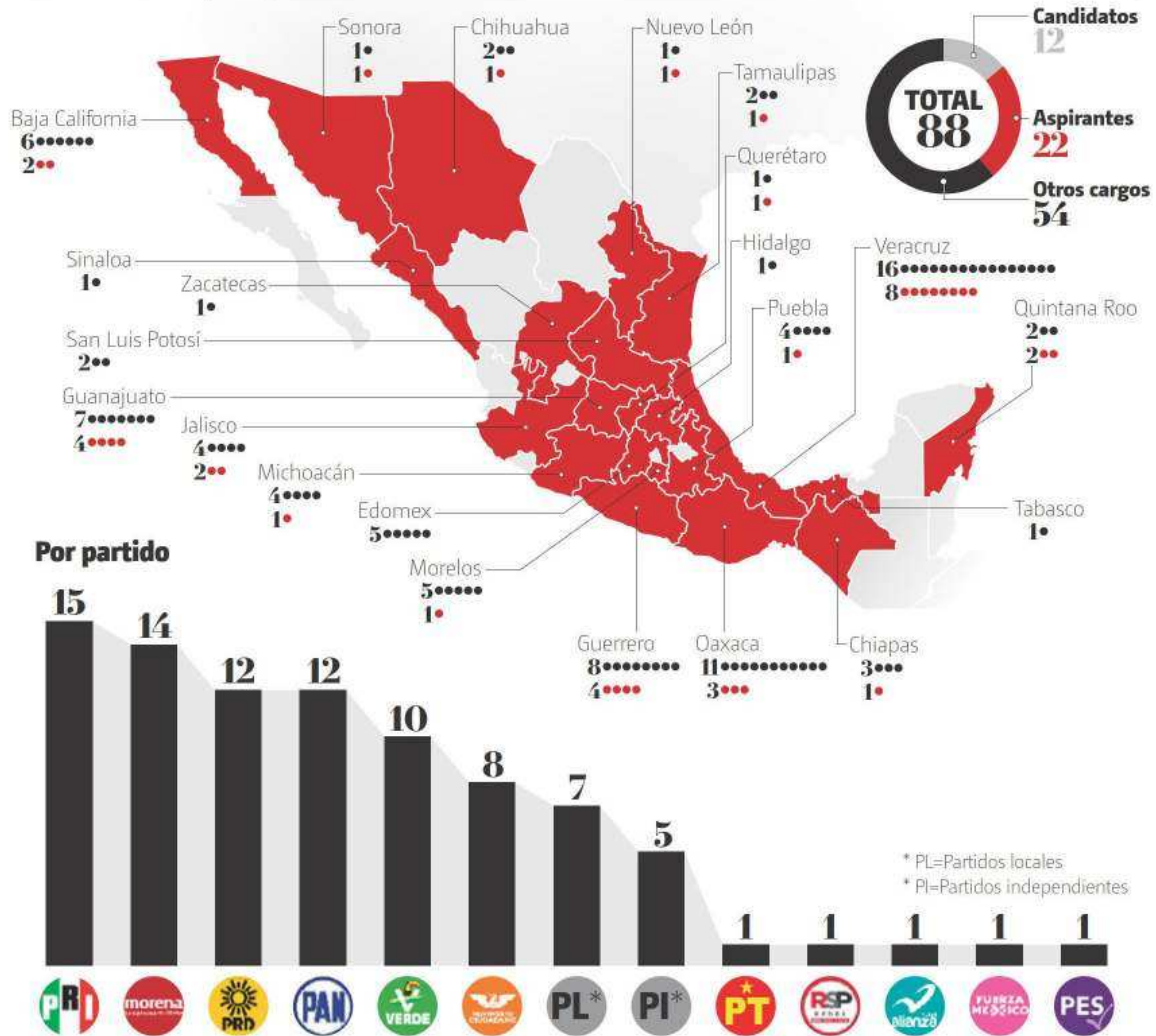 Candidatos
12
TOTAL
88
Aspirantes
22
Otros cargos
54
Sonora
1
1
Chihuahua
2
1
Nuevo León
1
1
Tamaulipas
2
1
Baja California
6
2
Querétaro
1
1
Hidalgo
1
Veracruz
16
8
Sinaloa
1
Zacatecas
1
Puebla
4
1
Quintana Roo
2
2
San Luis Potosí
2
Guanajuato
7
4
Jalisco
4
2
Michoacán
4
1
Edomex
5
Tabasco
1
Morelos
5
1
Guerrero
8
4
Oaxaca
11
3
Chiapas
3
1
Por partido
15
14
12
12
10
8
7
5
1
1
1
1
1
* PL=Partidos locales
* PI=Partidos independientes
PRI
morena
PRD
PAN
VERDE
CIUDADANO
PL*
PI*
PT
RSP
alianza
FUERZA
MEXICO
PES